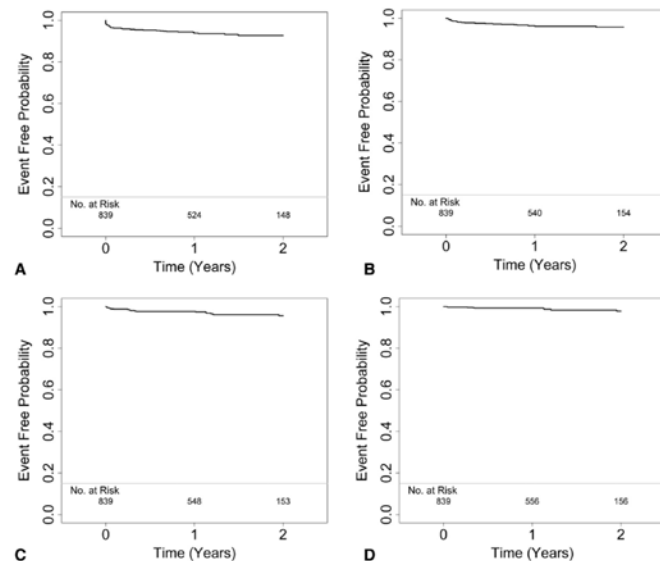 Event Free Probability
0.0 0.2 0.4 0.6 0.8 1.0
No. at Risk
839 524 148
0 1 2
Time (Years)
A
Event Free Probability
0.0 0.2 0.4 0.6 0.8 1.0
No. at Risk
839 540 154
0 1 2
Time (Years)
B
Event Free Probability
0.0 0.2 0.4 0.6 0.8 1.0
No. at Risk
839 548 153
0 1 2
Time (Years)
C
Event Free Probability
0.0 0.2 0.4 0.6 0.8 1.0
No. at Risk
839 556 156
0 1 2
Time (Years)
D